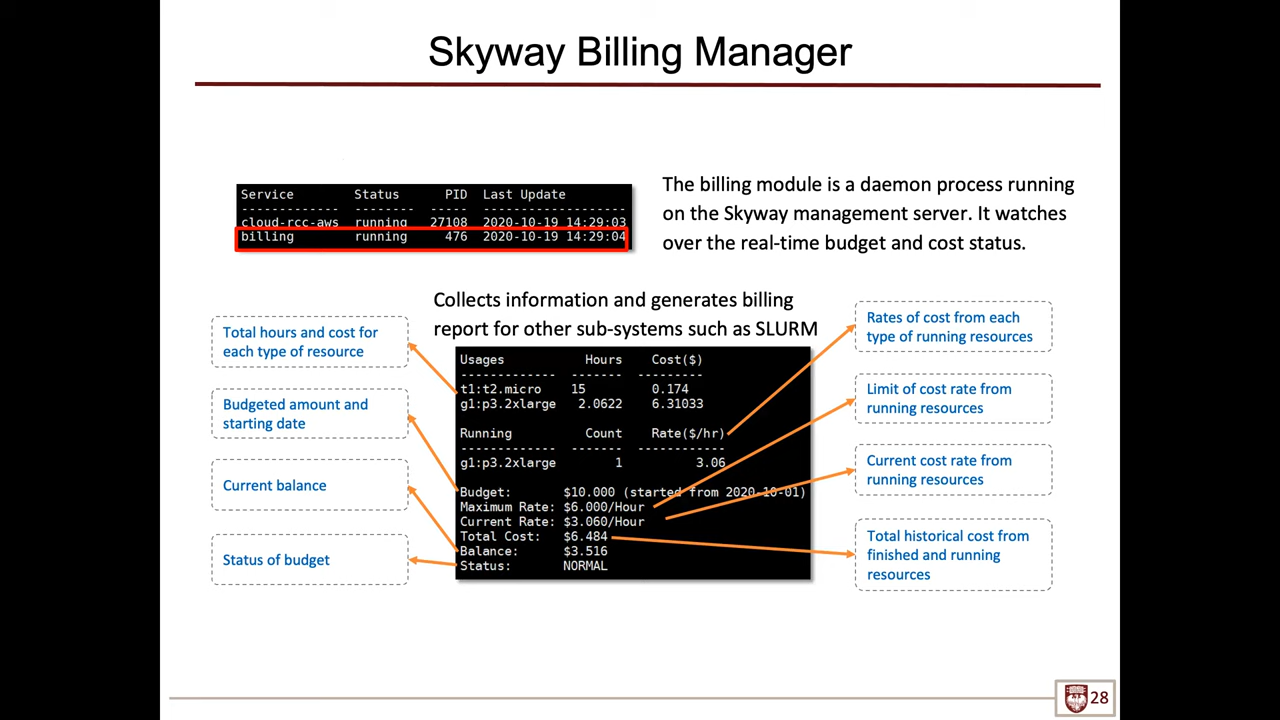 Skyway Billing Manager
Service Status PID Last Update
------------- -------- ----- -------------------
cloud-rcc-aws running 27108 2020-10-19 14:29:03
billing running 476 2020-10-19 14:29:04
The billing module is a daemon process running
on the Skyway management server. It watches
over the real-time budget and cost status.
Collects information and generates billing
report for other sub-systems such as SLURM
Total hours and cost for
each type of resource
Budgeted amount and
starting date
Current balance
Status of budget
Usages Hours Cost($)
------------- ------- ----------
t1:t2.micro 15 0.174
g1:p3.2xlarge 2.0622 6.31033
Running Count Rate($/hr)
------------- ------- ----------
g1:p3.2xlarge 1 3.06
Budget: $10.000 (started from 2020-10-01)
Maximum Rate: $6.000/Hour
Current Rate: $3.060/Hour
Total Cost: $6.484
Balance: $3.516
Status: NORMAL
Rates of cost from each
type of running resources
Limit of cost rate from
running resources
Current cost rate from
running resources
Total historical cost from
finished and running
resources
28